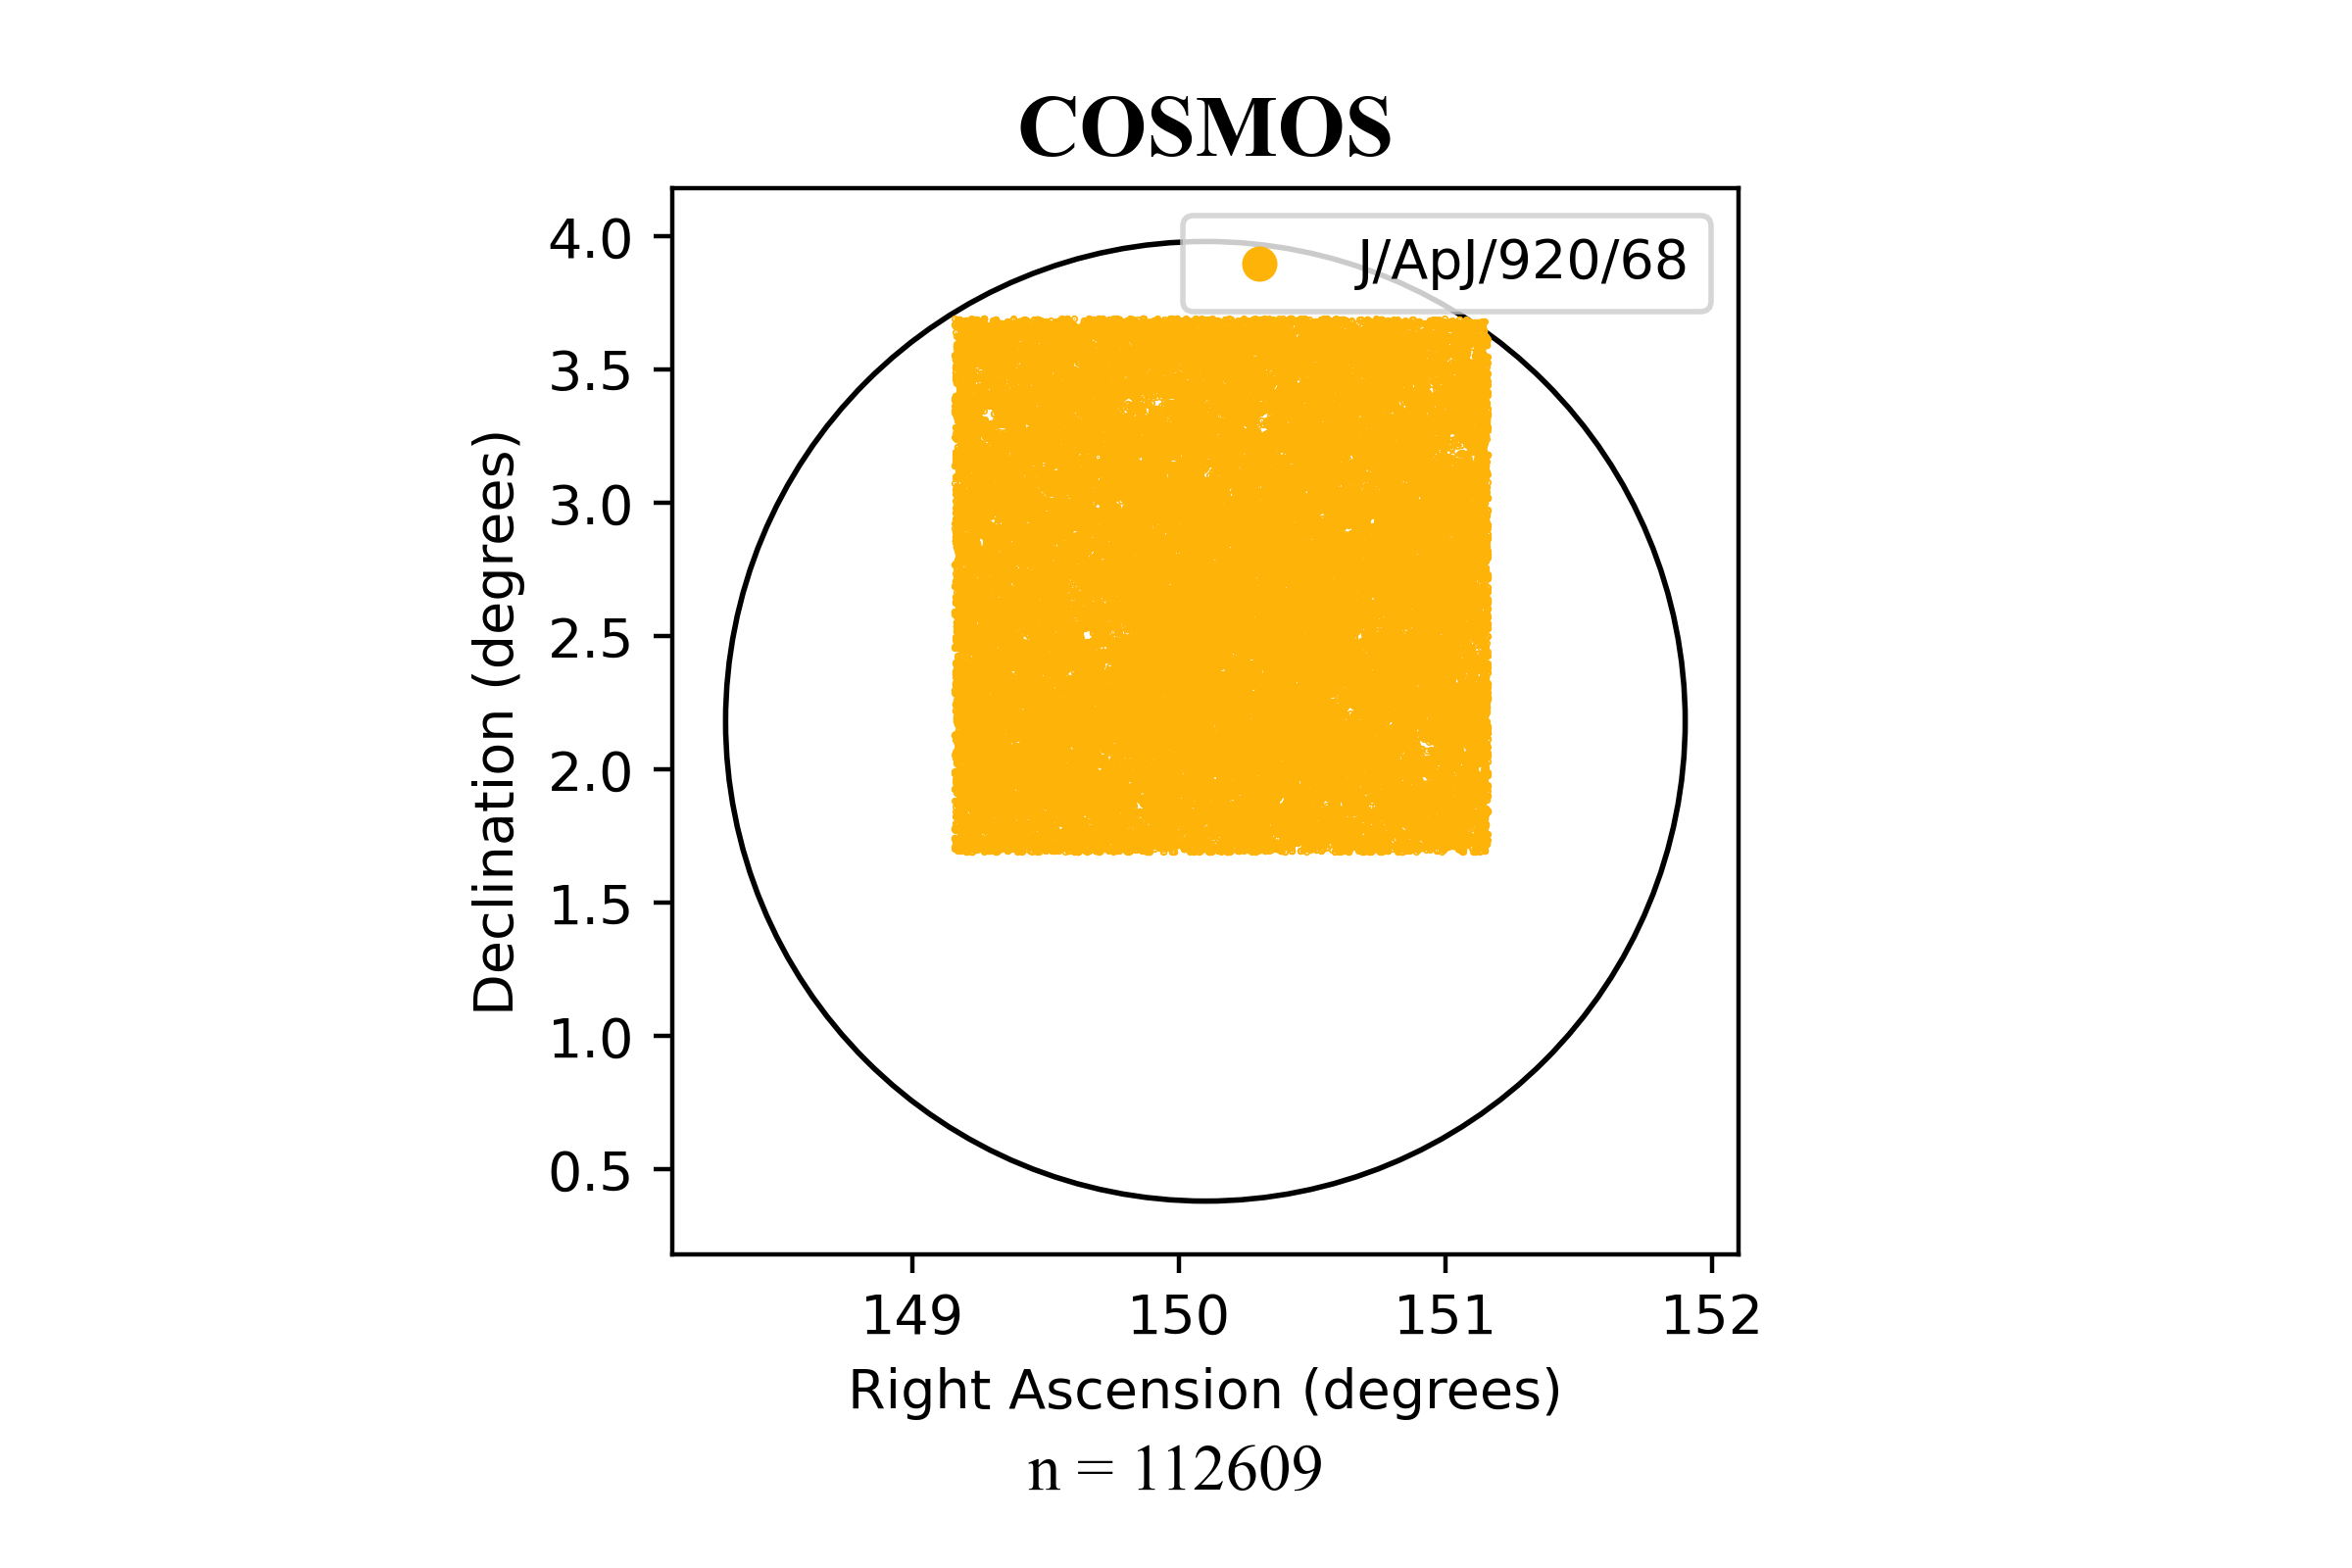 COSMOS
J/ApJ/920/68
4.0
3.5
3.0
2.5
2.0
1.5
1.0
0.5
Declination (degrees)
149 150 151 152
Right Ascension (degrees)
n = 112609